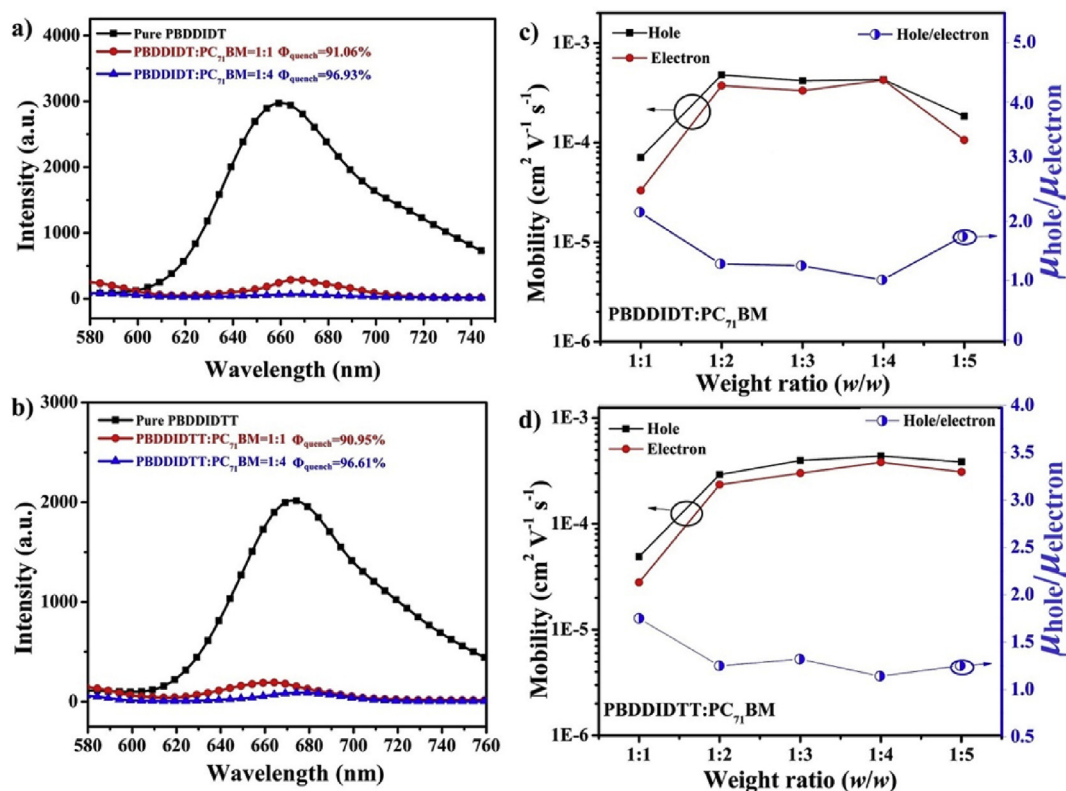 a)
Pure PBDDIDT
PBDDIDT:PC₇₁BM=1:1 Φquench=91.06%
PBDDIDT:PC₇₁BM=1:4 Φquench=96.93%
4000
3000
2000
1000
0
Intensity (a.u.)
580 600 620 640 660 680 700 720 740
Wavelength (nm)
b)
Pure PBDDIDTT
PBDDIDTT:PC₇₁BM=1:1 Φquench=90.95%
PBDDIDTT:PC₇₁BM=1:4 Φquench=96.61%
3000
2000
1000
0
Intensity (a.u.)
580 600 620 640 660 680 700 720 740 760
Wavelength (nm)
c)
Hole
Electron
Hole/electron
1E-3
1E-4
1E-5
1E-6
Mobility (cm² V⁻¹ s⁻¹)
5.0
4.0
3.0
2.0
1.0
0
μhole/μelectron
PBDDIDT:PC₇₁BM
1:1 1:2 1:3 1:4 1:5
Weight ratio (w/w)
d)
Hole
Electron
Hole/electron
1E-3
1E-4
1E-5
1E-6
Mobility (cm² V⁻¹ s⁻¹)
4.0
3.5
3.0
2.5
2.0
1.5
1.0
0.5
μhole/μelectron
PBDDIDTT:PC₇₁BM
1:1 1:2 1:3 1:4 1:5
Weight ratio (w/w)